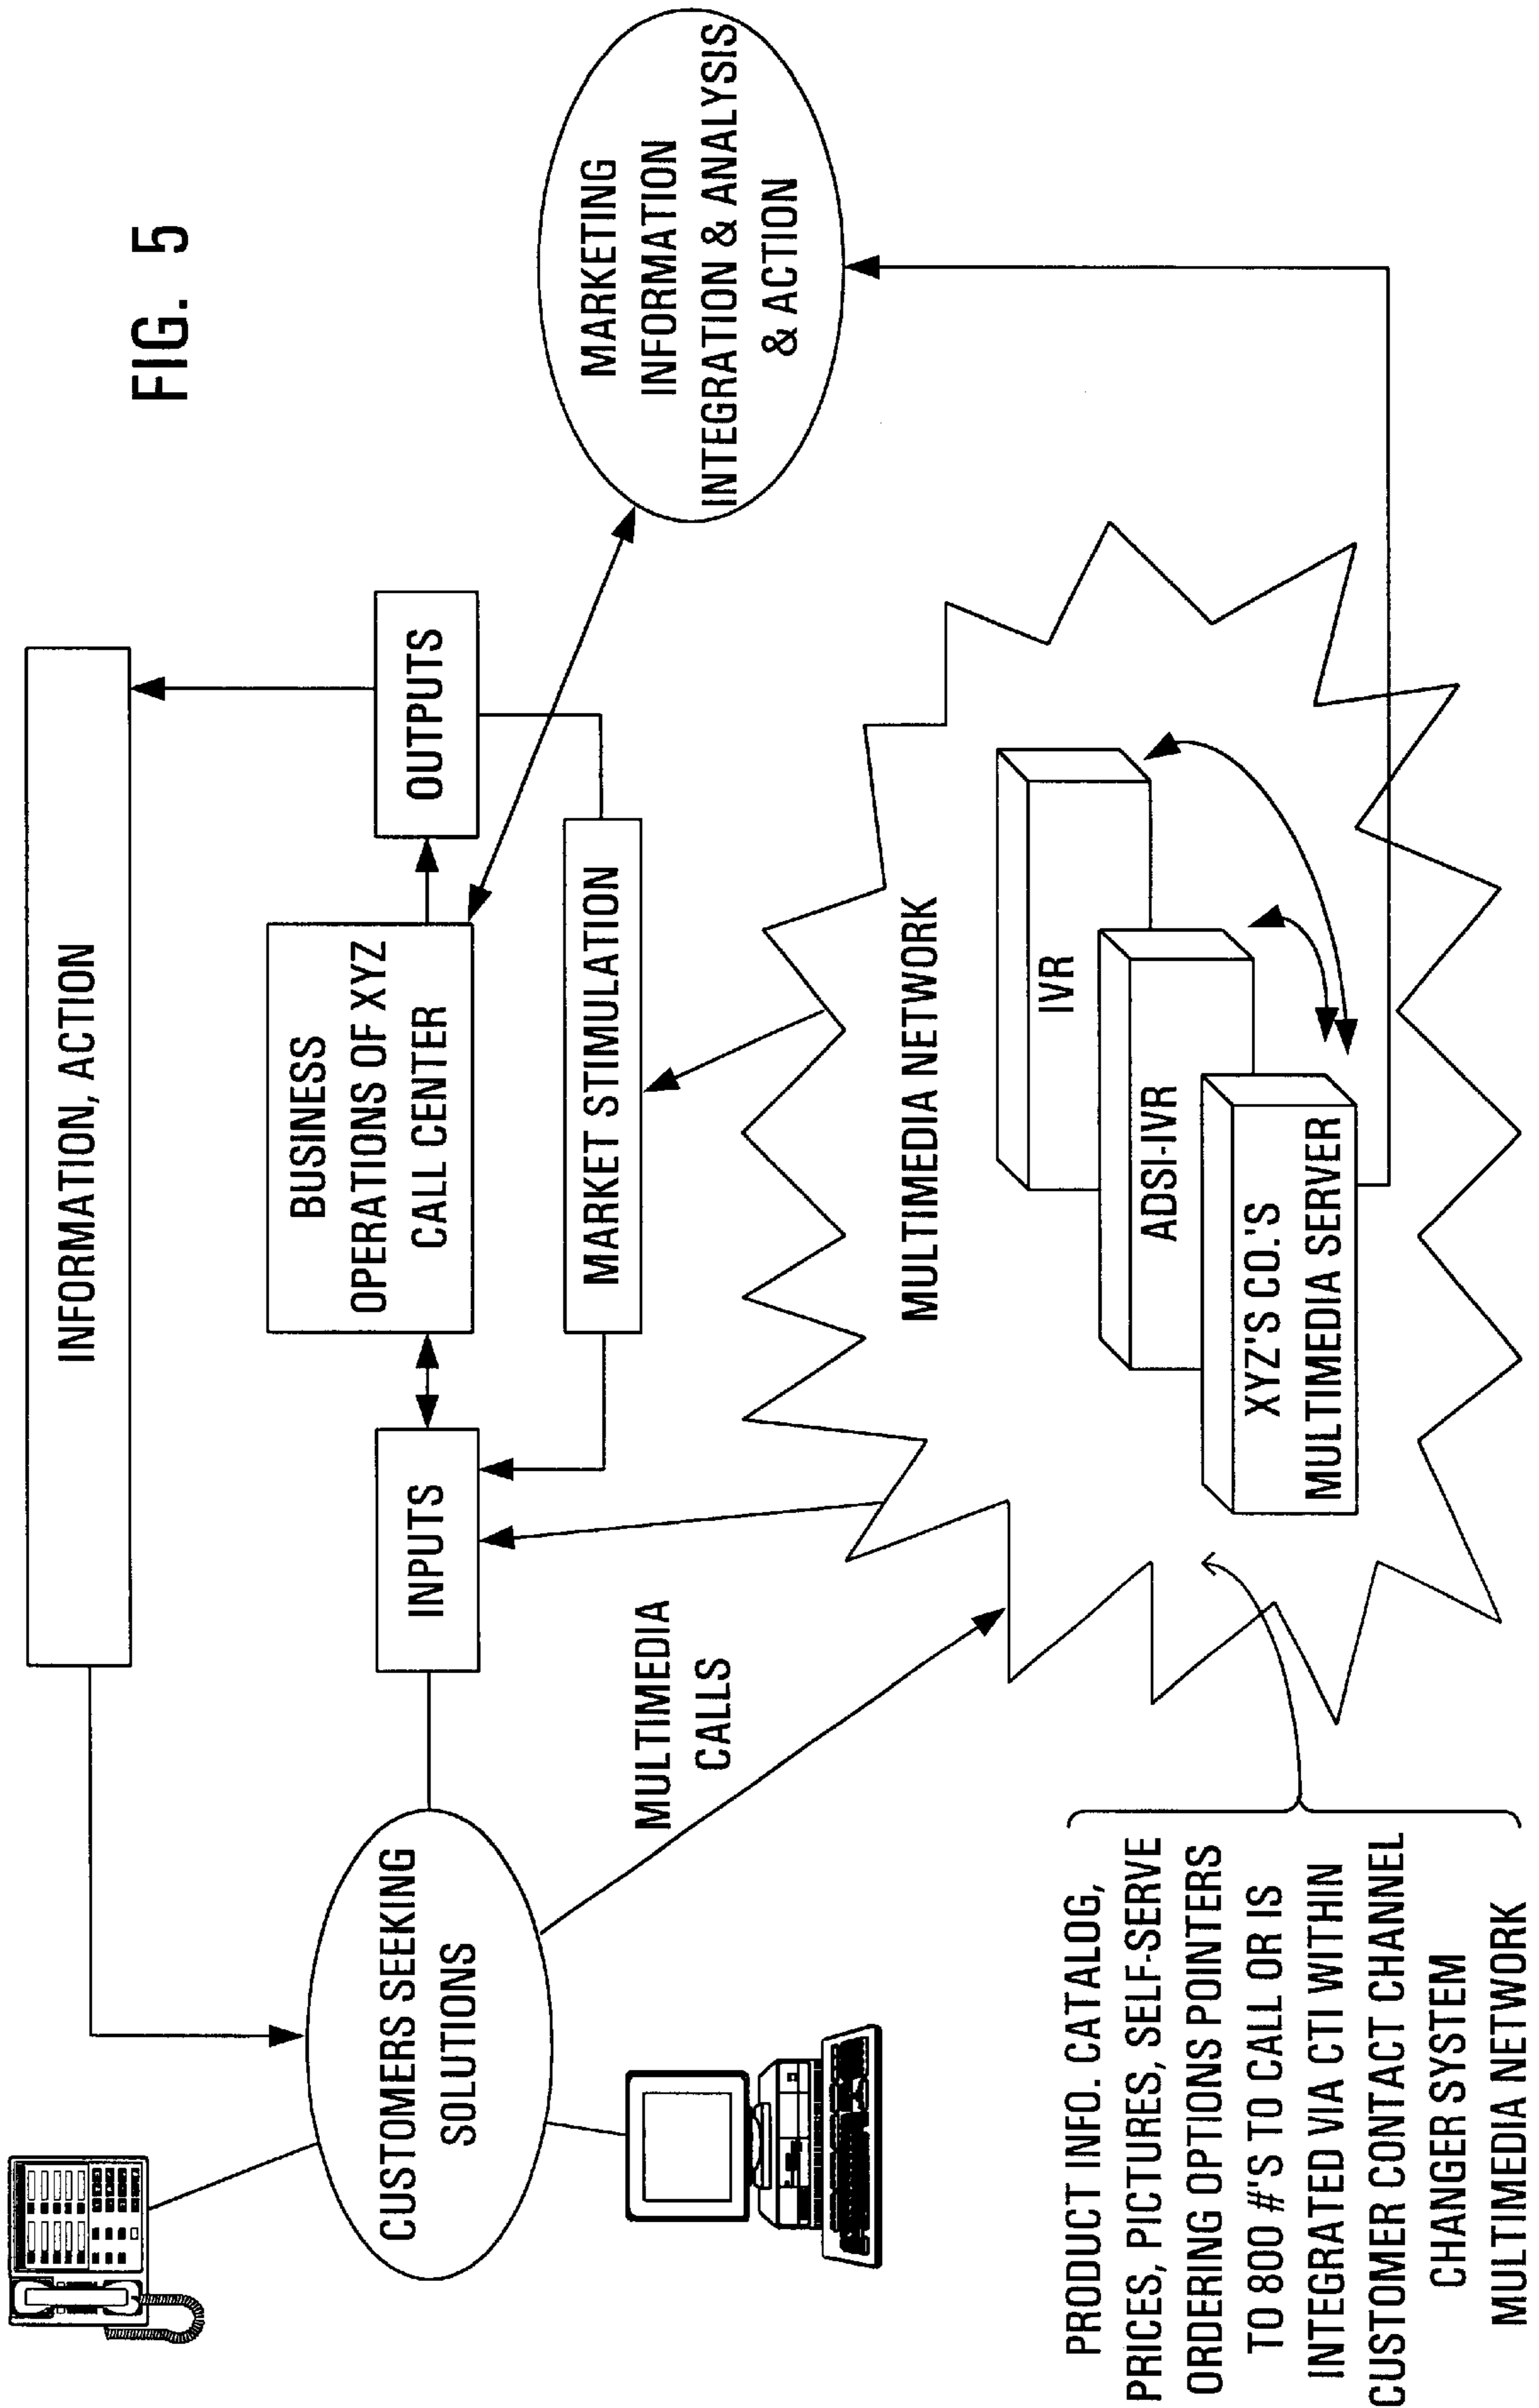 FIG. 5
INFORMATION, ACTION
BUSINESS
OPERATIONS OF XYZ
CALL CENTER
INPUTS
OUTPUTS
MARKET STIMULATION
CUSTOMERS SEEKING
SOLUTIONS
MULTIMEDIA
CALLS
MARKETING
INFORMATION
INTEGRATION & ANALYSIS
& ACTION
MULTIMEDIA NETWORK
IVR
ADSI-IVR
XYZ'S CO.'S
MULTIMEDIA SERVER
PRODUCT INFO. CATALOG,
PRICES, PICTURES, SELF-SERVE
ORDERING OPTIONS POINTERS
TO 800 #'S TO CALL OR IS
INTEGRATED VIA CTI WITHIN
CUSTOMER CONTACT CHANNEL
CHANGER SYSTEM
MULTIMEDIA NETWORK